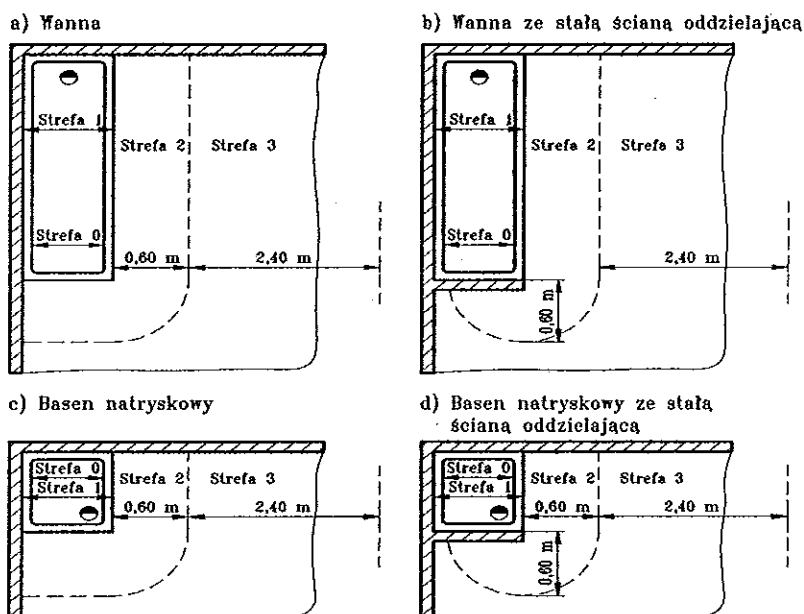 a) Wanna
Strefa 1
Strefa 2
Strefa 3
Strefa 0
0,60 m
2,40 m
b) Wanna ze stałą ścianą oddzielającą
Strefa 1
Strefa 2
Strefa 3
Strefa 0
2,40 m
0,60 m
c) Basen natryskowy
Strefa 0
Strefa 1
Strefa 2
Strefa 3
0,60 m
2,40 m
d) Basen natryskowy ze stałą
ścianą oddzielającą
Strefa 0
Strefa 1
Strefa 2
Strefa 3
0,60 m
2,40 m
0,60 m